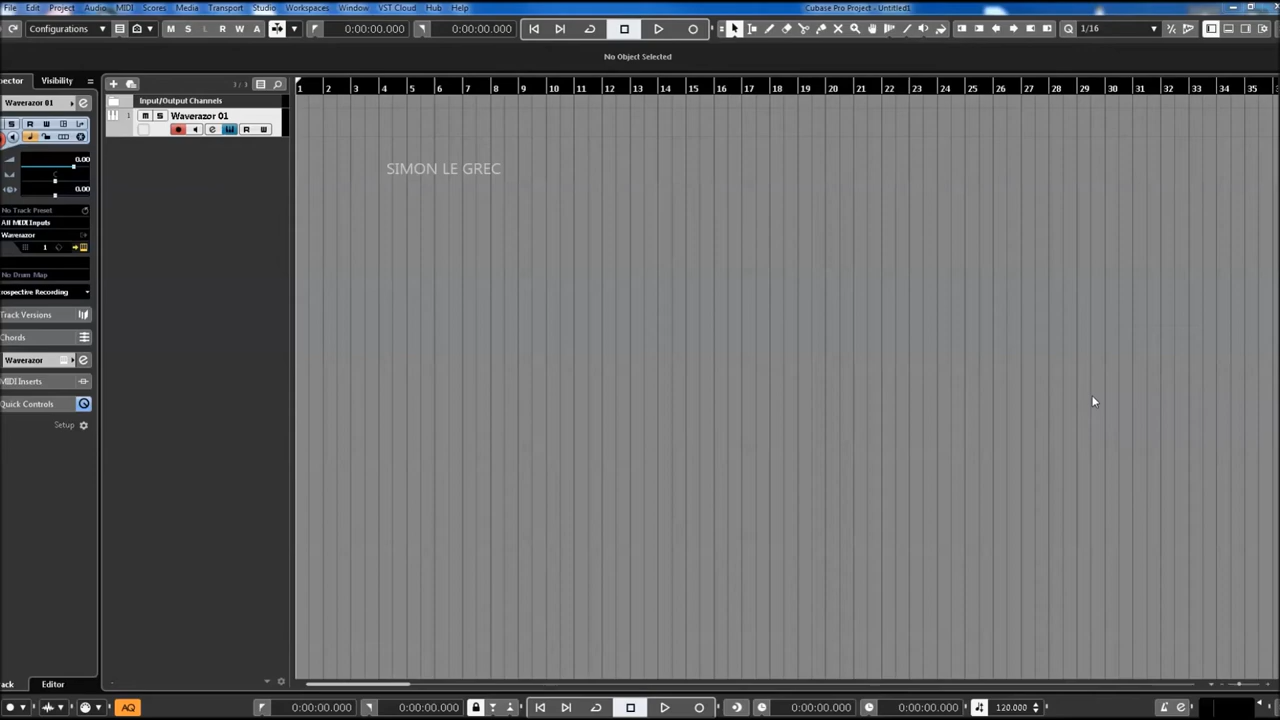 File Edit Project Audio MIDI Scores Media Transport Studio Workspaces Window VST Cloud Hub Help Cubase Pro Project - Untitled1
Configurations M S L R W A 0:00:00.000 0:00:00.000 1/16
No Object Selected
Visibility 1 2 3 4 5 6 7 8 9 10 11 12 13 14 15 16 17 18 19 20 21 22 23 24 25 26 27 28 29 30 31 32 33 34 35
Waverazor 01 Input/Output Channels
1 m S Waverazor 01
S R W
e R W
0.00
C
0.00
No Track Preset
All MIDI Inputs
Waverazor
1
No Drum Map
Track Versions
Chords
Waverazor
MIDI Inserts
Quick Controls
Setup
SIMON LE GREC
Editor
AQ 0:00:00.000 0:00:00.000 0:00:00.000 0:00:00.000 120.000